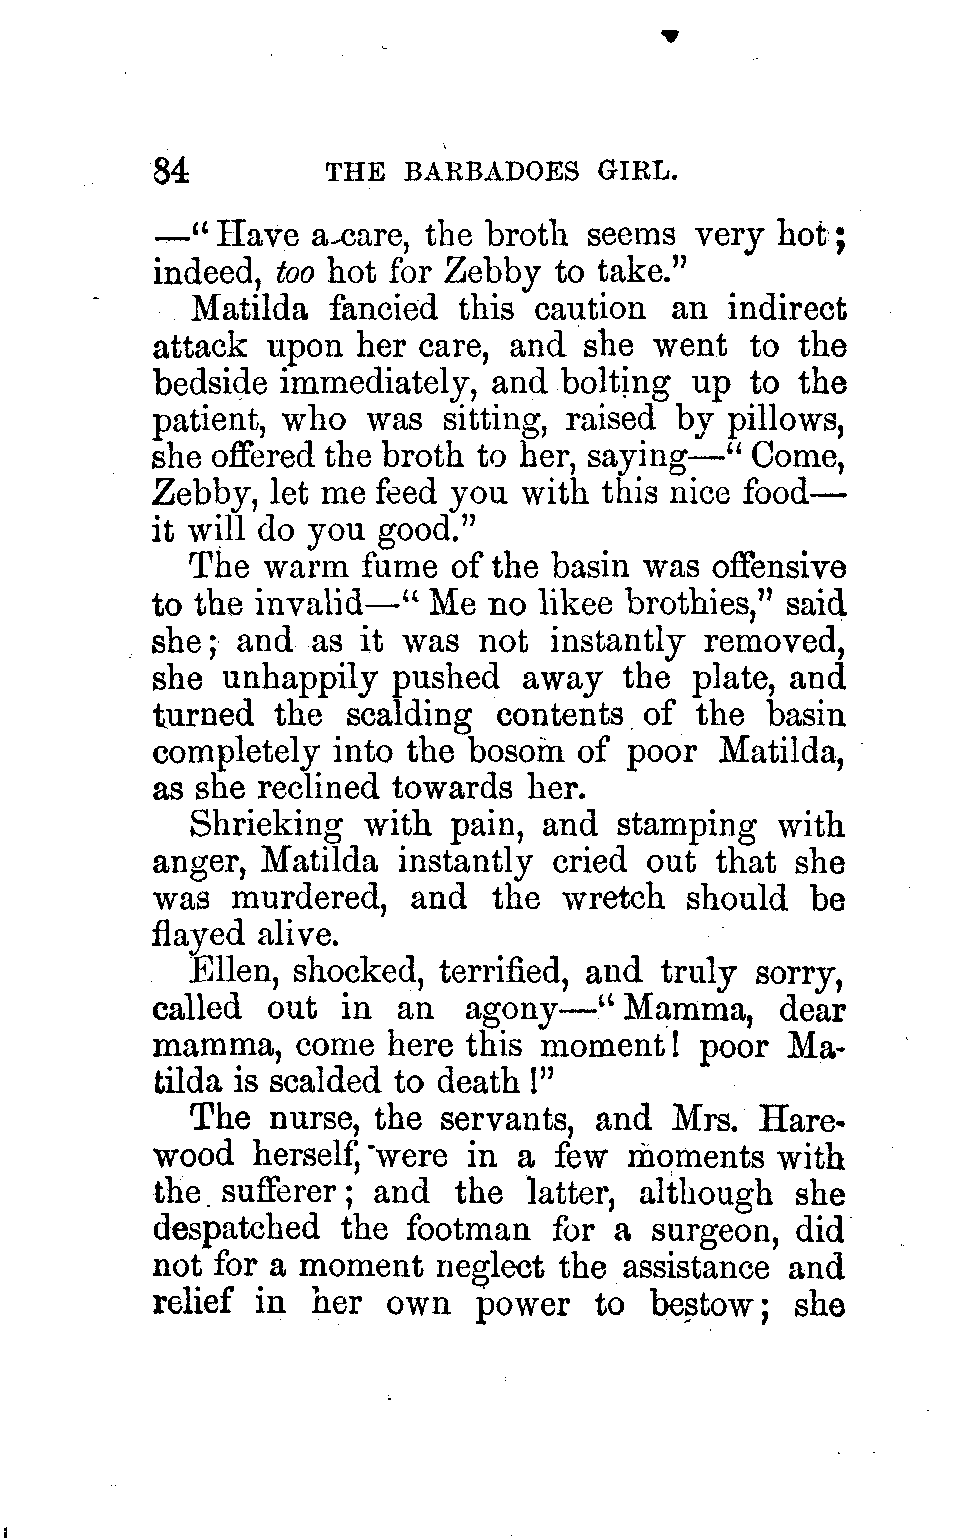 84 THE BARBADOES GIRL.
—“Have a care, the broth seems very hot;
indeed, too hot for Zebby to take.”
Matilda fancied this caution an indirect
attack upon her care, and she went to the
bedside immediately, and bolting up to the
patient, who was sitting, raised by pillows,
she offered the broth to her, saying—“Come,
Zebby, let me feed you with this nice food—
it will do you good.”
The warm fume of the basin was offensive
to the invalid—“Me no likee brothies,” said
she; and as it was not instantly removed,
she unhappily pushed away the plate, and
turned the scalding contents of the basin
completely into the bosom of poor Matilda,
as she reclined towards her.
Shrieking with pain, and stamping with
anger, Matilda instantly cried out that she
was murdered, and the wretch should be
flayed alive.
Ellen, shocked, terrified, and truly sorry,
called out in an agony—“Mamma, dear
mamma, come here this moment! poor Ma-
tilda is scalded to death!”
The nurse, the servants, and Mrs. Hare-
wood herself, were in a few moments with
the sufferer; and the latter, although she
despatched the footman for a surgeon, did
not for a moment neglect the assistance and
relief in her own power to bestow; she